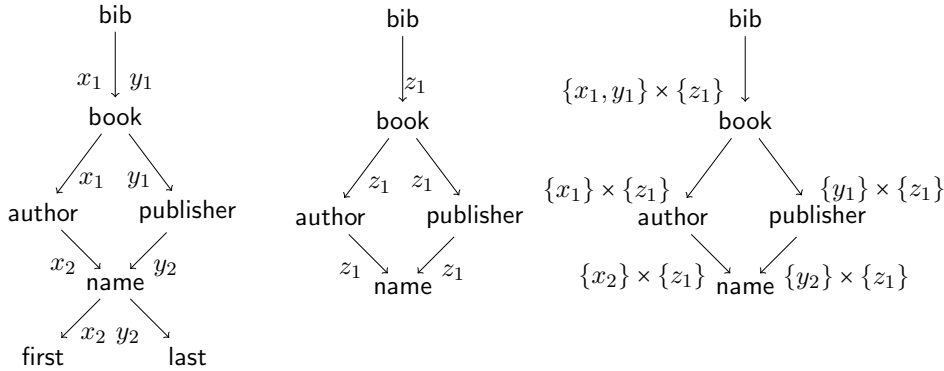 bib
x₁ y₁
book
x₁ y₁
author publisher
x₂ y₂
name
x₂ y₂
first last
bib
z₁
book
z₁ z₁
author publisher
z₁ z₁
name
bib
{x₁, y₁} × {z₁}
book
{x₁} × {z₁} {y₁} × {z₁}
author publisher
{x₂} × {z₁} name {y₂} × {z₁}